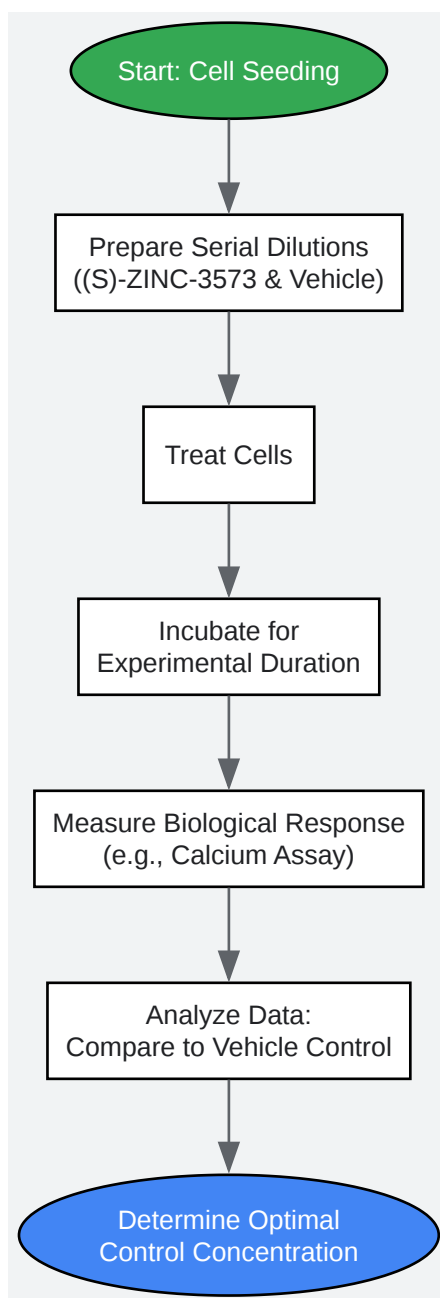 Start: Cell Seeding
Prepare Serial Dilutions
((S)-ZINC-3573 & Vehicle)
Treat Cells
Incubate for
Experimental Duration
Measure Biological Response
(e.g., Calcium Assay)
Analyze Data:
Compare to Vehicle Control
Determine Optimal
Control Concentration